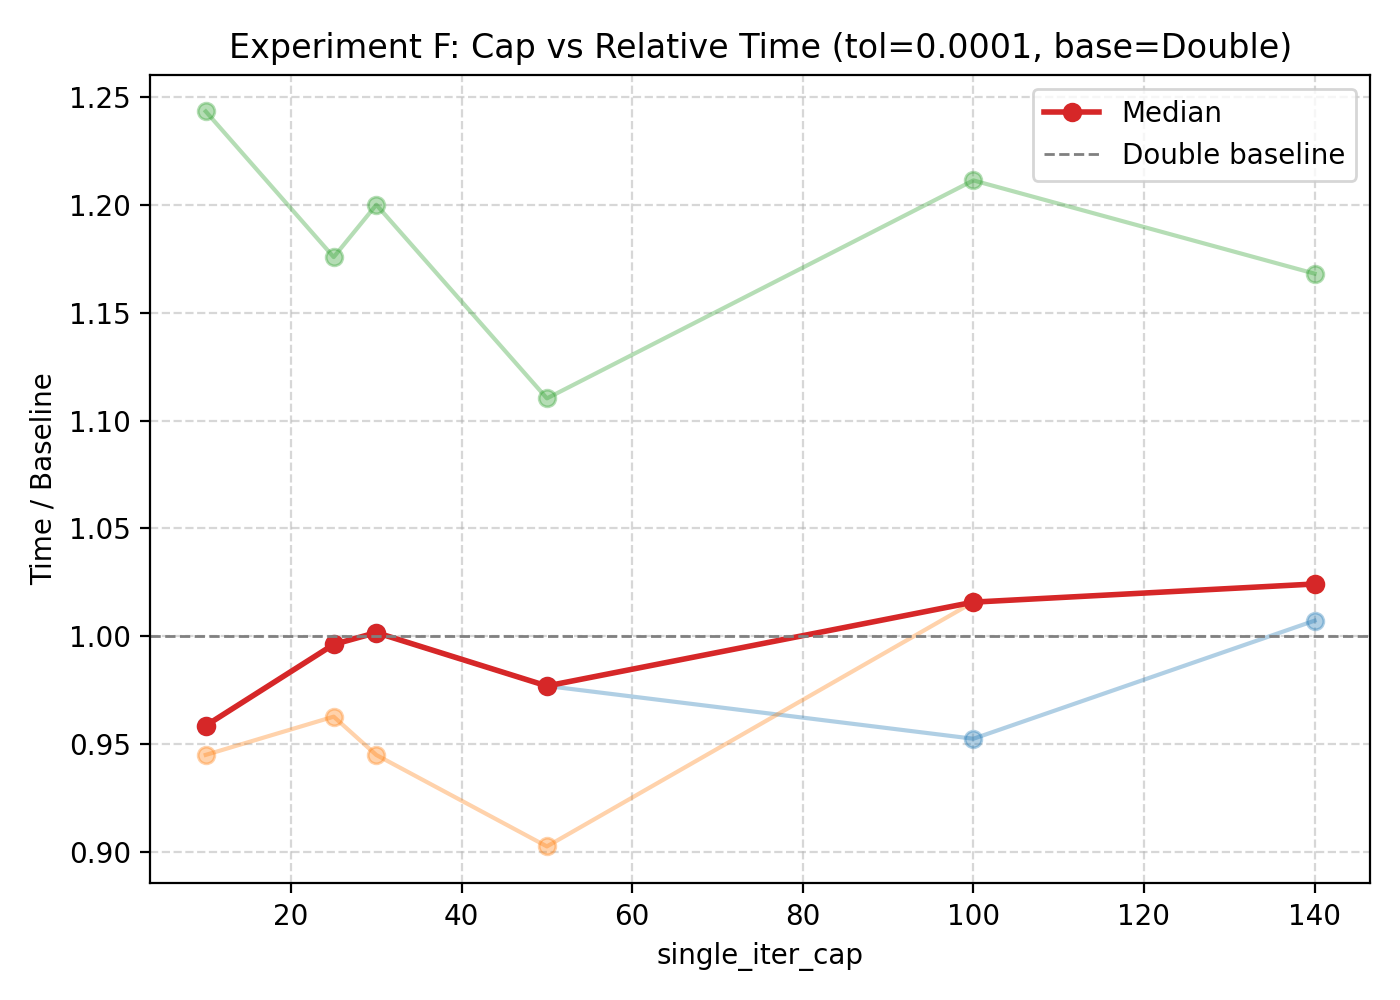 Experiment F: Cap vs Relative Time (tol=0.0001, base=Double)
Median
Double baseline
Time / Baseline
1.25
1.20
1.15
1.10
1.05
1.00
0.95
0.90
20 40 60 80 100 120 140
single_iter_cap